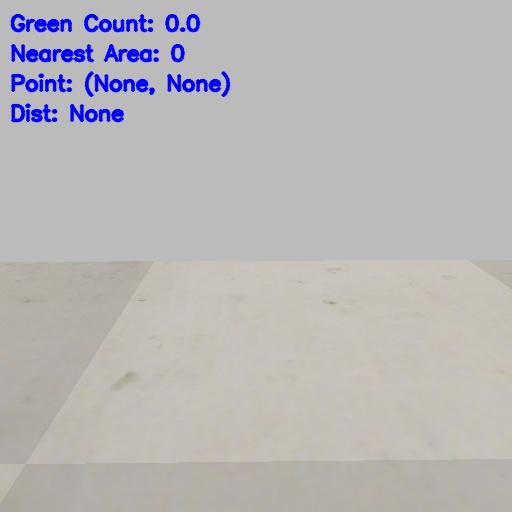 Green Count: 0.0
Nearest Area: 0
Point: (None, None)
Dist: None